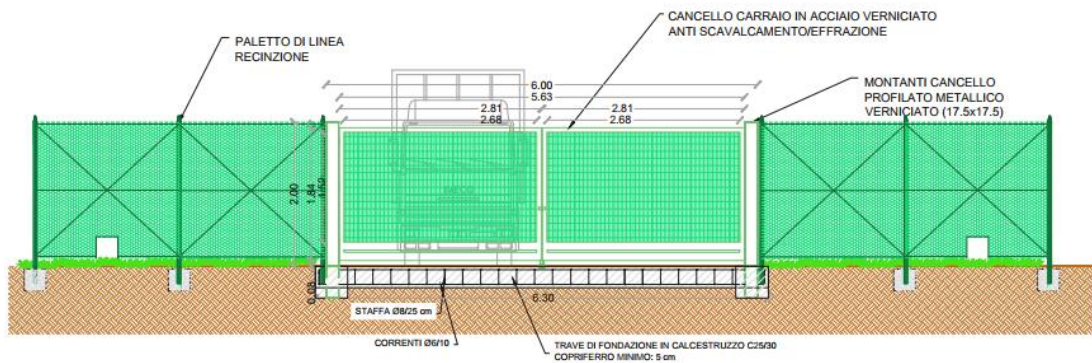 CANCELLO CARRAIO IN ACCIAIO VERNICIATO
ANTI SCAVALCAMENTO/EFFRAZIONE
PALETTO DI LINEA
RECINZIONE
MONTANTI CANCELLO
PROFILATO METALLICO
VERNICIATO (17.5x17.5)
6.00
5.63
2.81
2.81
2.68
2.68
2.00
1.84
0.08
6.30
STAFFA Ø8/25 cm
CORRENTI Ø6/10
TRAVE DI FONDAZIONE IN CALCESTRUZZO C25/30
COPRIFERRO MINIMO: 5 cm